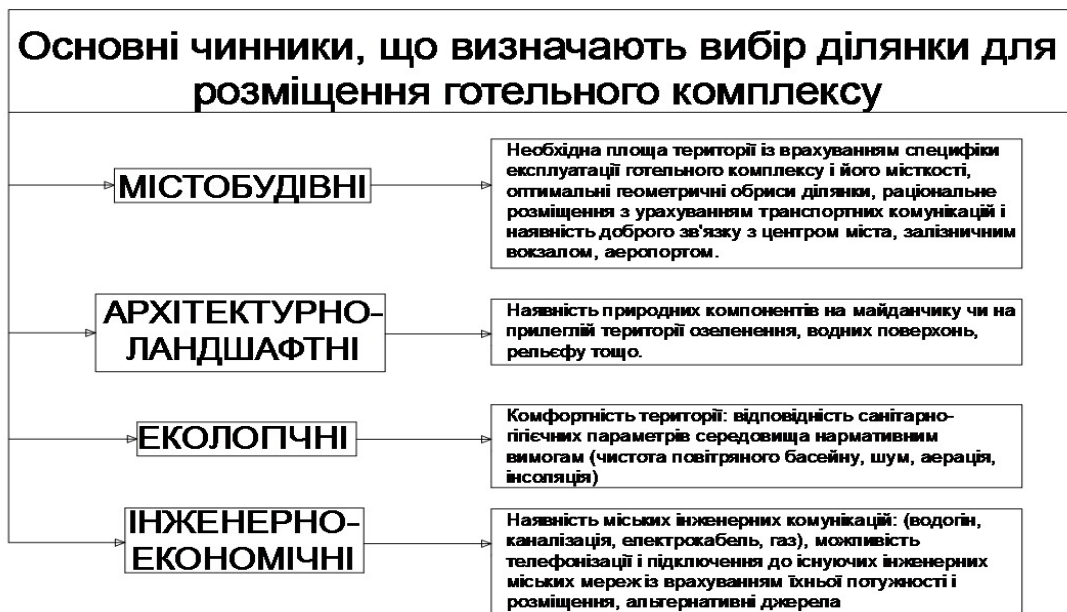 Основні чинники, що визначають вибір ділянки для
розміщення готельного комплексу
МІСТОБУДІВНІ
Необхідна площа території із врахуванням специфіки
експлуатації готельного комплексу і його місткості,
оптимальні геометричні обриси ділянки, раціональне
розміщення з урахуванням транспортних комунікацій і
наявність доброго зв'язку з центром міста, залізничним
вокзалом, аеропортом.
АРХІТЕКТУРНО-
ЛАНДШАФТНІ
Наявність природних компонентів на майданчику чи на
прилеглій території озеленення, водних поверхонь,
рельєфу тощо.
ЕКОЛОПЧНІ
Комфортність території: відповідність санітарно-
гігієчних параметрів середовища нормативним
вимогам (чистота повітряного басейну, шум, аерація,
інсоляція)
ІНЖЕНЕРНО-
ЕКОНОМІЧНІ
Наявність міських інженерних комунікацій: (водогін,
каналізація, електрокабель, газ), можливість
телефонізації і підключення до існуючих інженерних
міських мереж із врахуванням їхньої потужності і
розміщення, альтернативні джерела